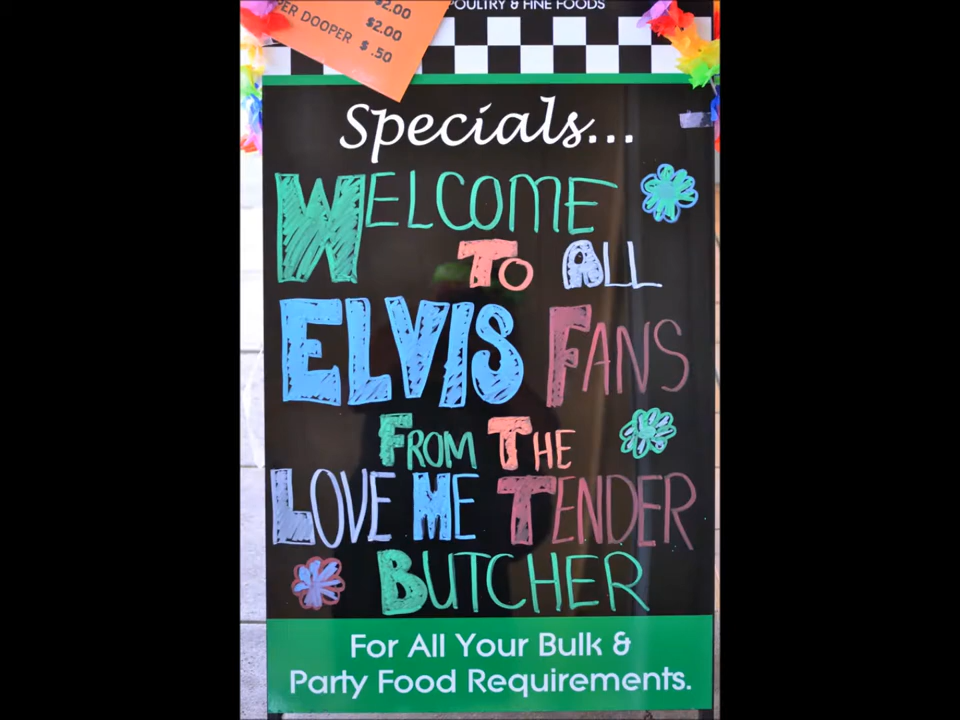 POULTRY & FINE FOODS
$2.00
$2.00
PER DOOPER $ .50
Specials...
WELCOME
TO ALL
ELVIS FANS
FROM THE
LOVE ME TENDER
BUTCHER
For All Your Bulk &
Party Food Requirements.